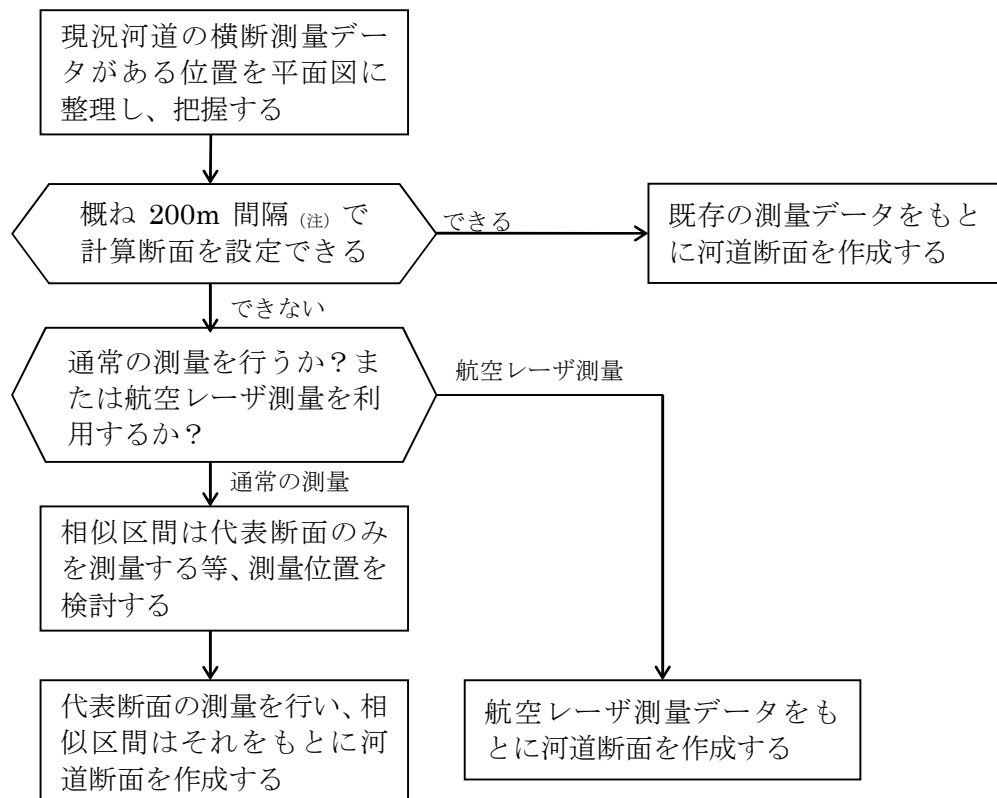 現況河道の横断測量デー
タがある位置を平面図に
整理し、把握する
概ね 200m 間隔(注)で
計算断面を設定できる
できる
既存の測量データをもと
に河道断面を作成する
できない
通常の測量を行うか?ま
たは航空レーザ測量を利
用するか?
航空レーザ測量
通常の測量
相似区間は代表断面のみ
を測量する等、測量位置を
検討する
代表断面の測量を行い、相
似区間はそれをもとに河
道断面を作成する
航空レーザ測量データをも
とに河道断面を作成する